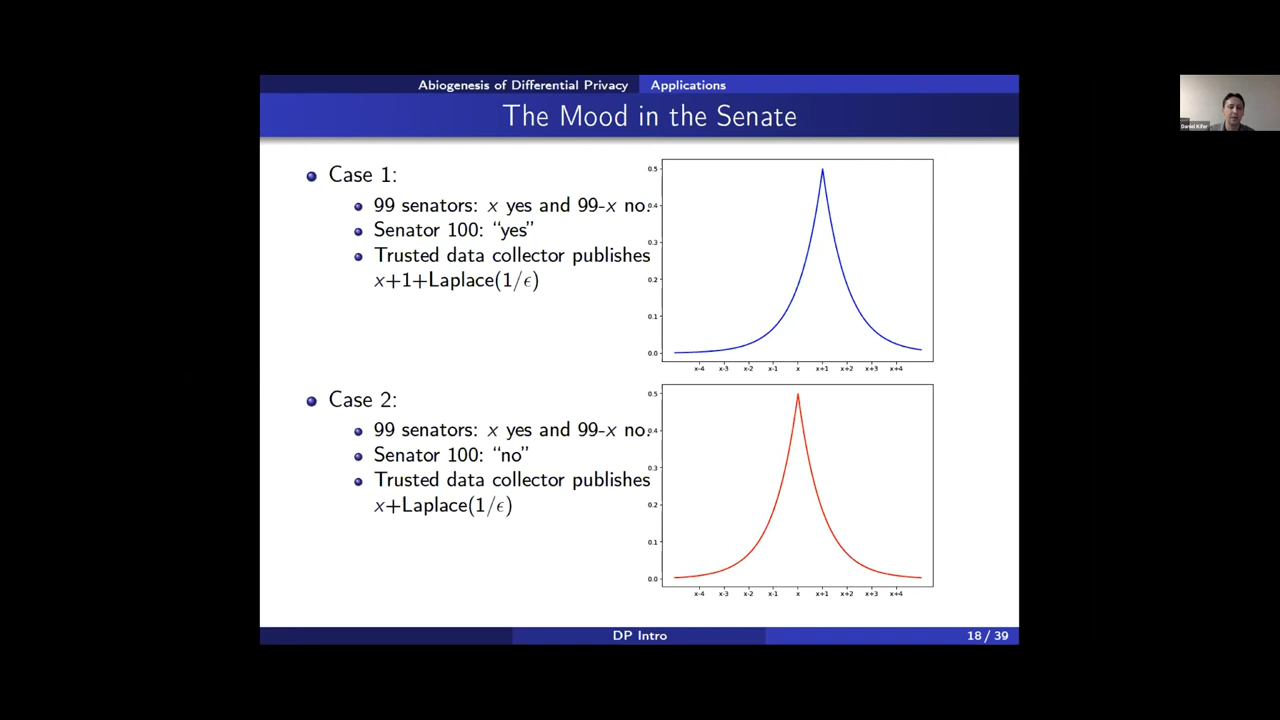 Abiogenesis of Differential Privacy Applications
The Mood in the Senate
Case 1:
99 senators: x yes and 99-x no.
Senator 100: “yes”
Trusted data collector publishes
x+1+Laplace(1/ϵ)
0.5
0.4
0.3
0.2
0.1
0.0
x-4 x-3 x-2 x-1 x x+1 x+2 x+3 x+4
Case 2:
99 senators: x yes and 99-x no.
Senator 100: “no”
Trusted data collector publishes
x+Laplace(1/ϵ)
0.5
0.4
0.3
0.2
0.1
0.0
x-4 x-3 x-2 x-1 x x+1 x+2 x+3 x+4
DP Intro
18 / 39
Daniel Kifer